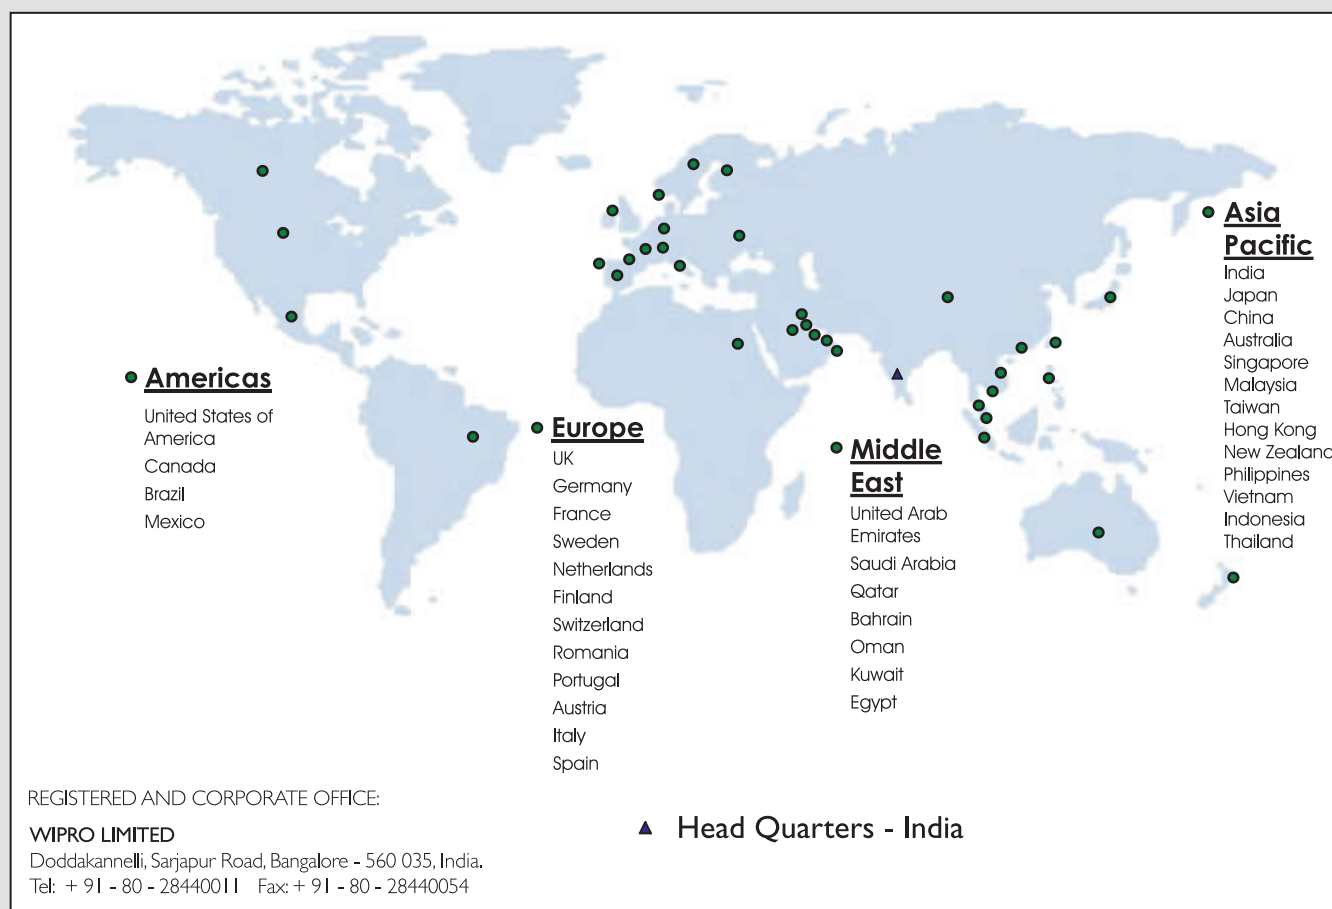 Americas
United States of
America
Canada
Brazil
Mexico
Europe
UK
Germany
France
Sweden
Netherlands
Finland
Switzerland
Romania
Portugal
Austria
Italy
Spain
Middle
East
United Arab
Emirates
Saudi Arabia
Qatar
Bahrain
Oman
Kuwait
Egypt
Asia
Pacific
India
Japan
China
Australia
Singapore
Malaysia
Taiwan
Hong Kong
New Zealand
Philippines
Vietnam
Indonesia
Thailand
REGISTERED AND CORPORATE OFFICE:
WIPRO LIMITED
Doddakannelli, Sarjapur Road, Bangalore - 560 035, India.
Tel: + 91 - 80 - 28440011 Fax: + 91 - 80 - 28440054
Head Quarters - India